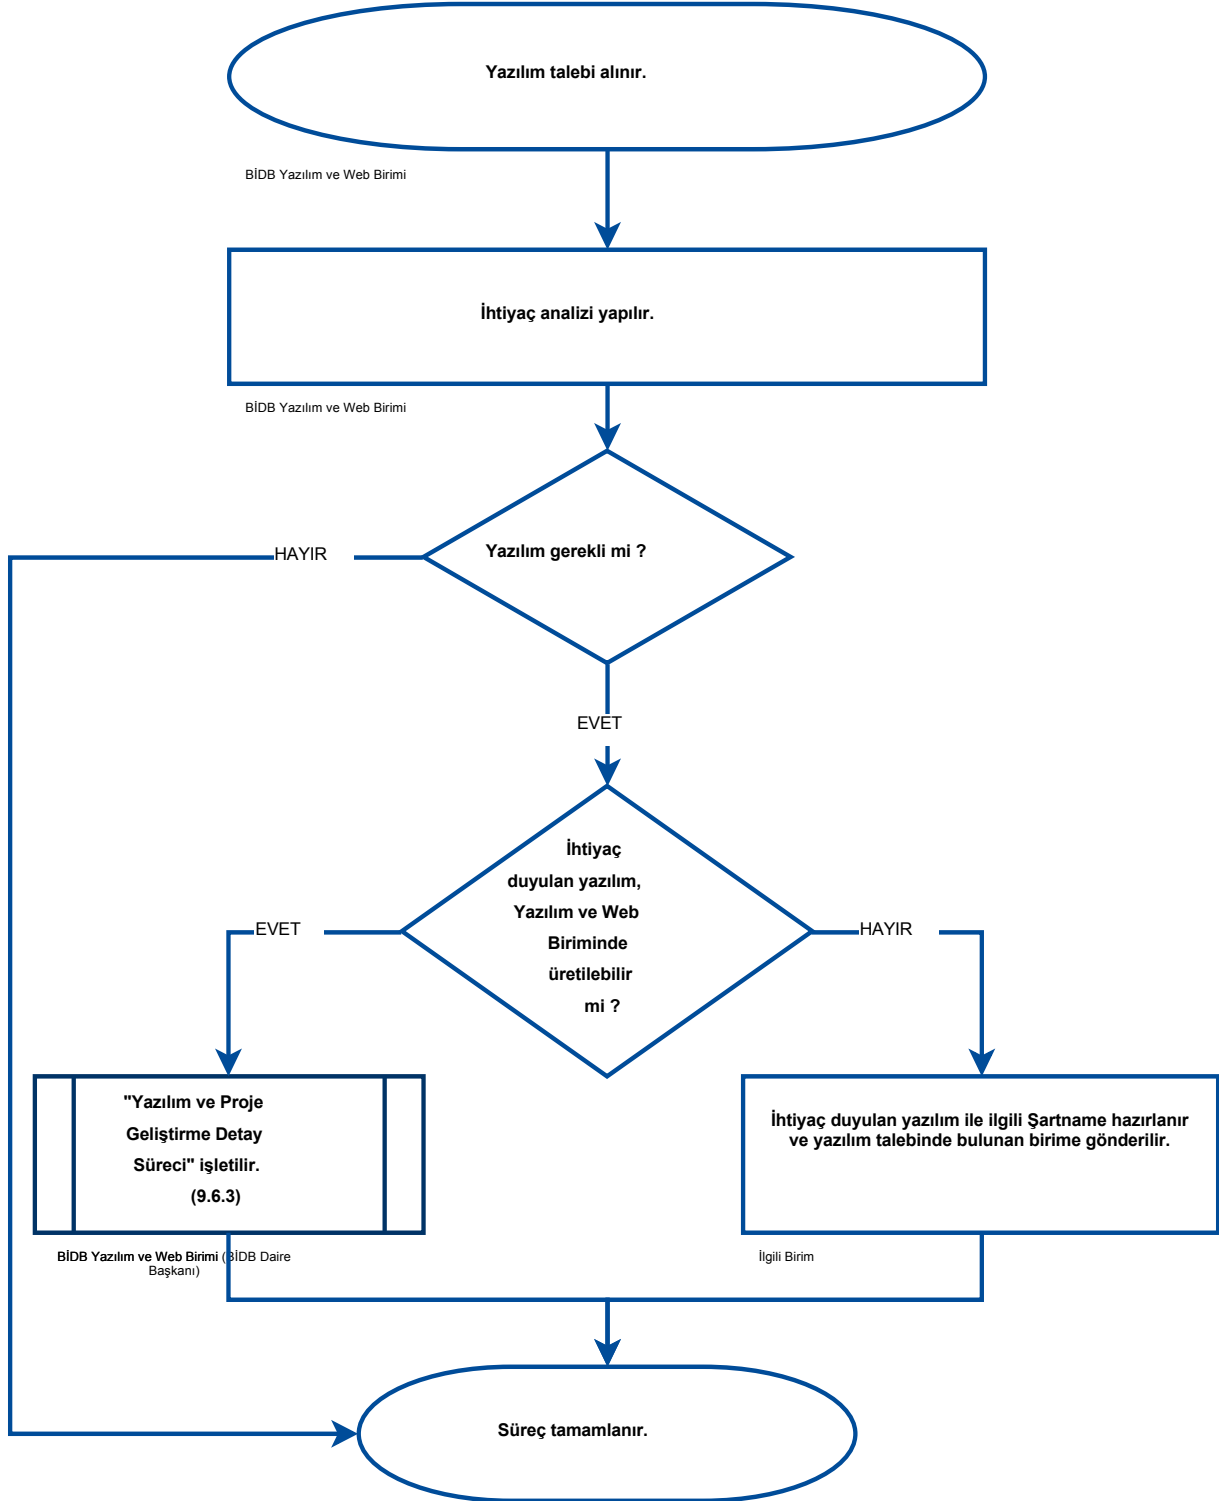 Yazılım talebi alınır.
BİDB Yazılım ve Web Birimi
İhtiyaç analizi yapılır.
BİDB Yazılım ve Web Birimi
Yazılım gerekli mi ?
HAYIR
EVET
İhtiyaç
duyulan yazılım,
Yazılım ve Web
Biriminde
üretilebilir
mi ?
EVET
HAYIR
"Yazılım ve Proje
Geliştirme Detay
Süreci" işletilir.
(9.6.3)
İhtiyaç duyulan yazılım ile ilgili Şartname hazırlanır
ve yazılım talebinde bulunan birime gönderilir.
BİDB Yazılım ve Web Birimi (BİDB Daire
Başkanı)
İlgili Birim
Süreç tamamlanır.